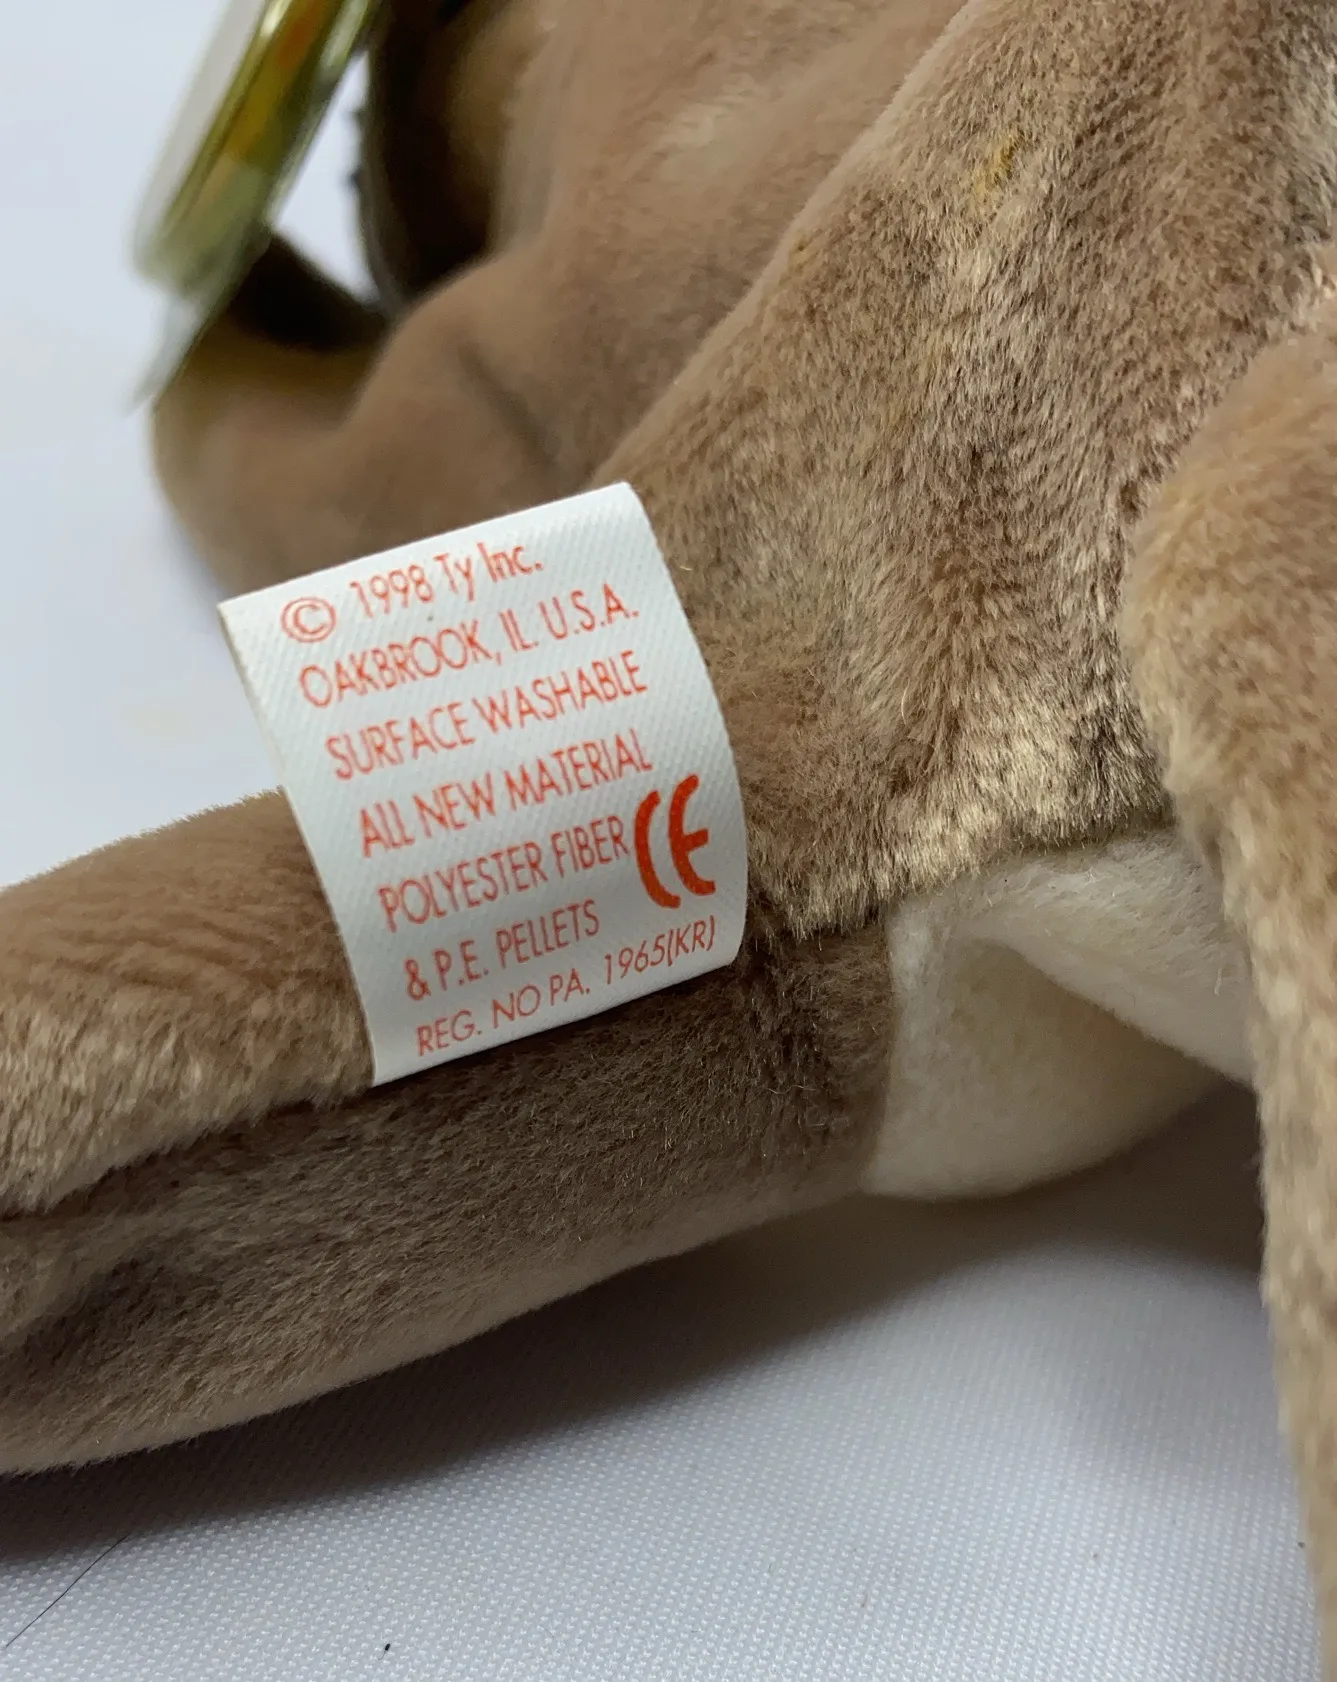 © 1998 Ty Inc.
OAKBROOK, IL. U.S.A.
SURFACE WASHABLE
ALL NEW MATERIAL
POLYESTER FIBER CE
& P.E. PELLETS
REG. NO PA. 1965(KR)